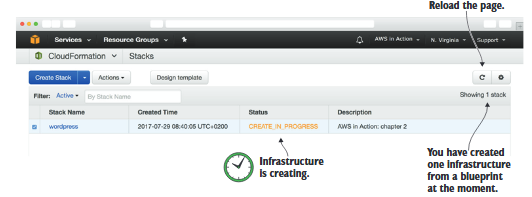 Reload the page.
Services Resource Groups AWS in Action N. Virginia Support
CloudFormation Stacks
Create Stack Actions Design template
Filter: Active By Stack Name Showing 1 stack
Stack Name Created Time Status Description
wordpress 2017-07-29 08:40:05 UTC+0200 CREATE_IN_PROGRESS AWS in Action: chapter 2
Infrastructure
is creating.
You have created
one infrastructure
from a blueprint
at the moment.